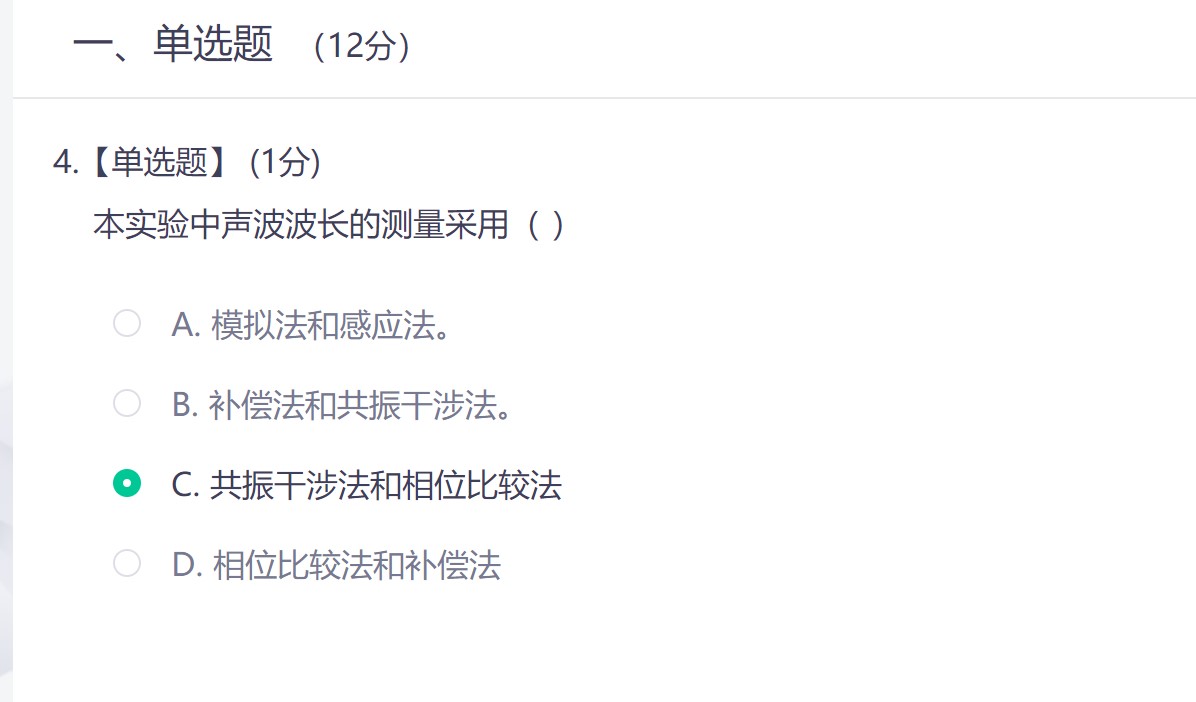 一、单选题 （12分）
4.【单选题】 (1分)
本实验中声波波长的测量采用（ ）
A. 模拟法和感应法。
B. 补偿法和共振干涉法。
C. 共振干涉法和相位比较法
D. 相位比较法和补偿法